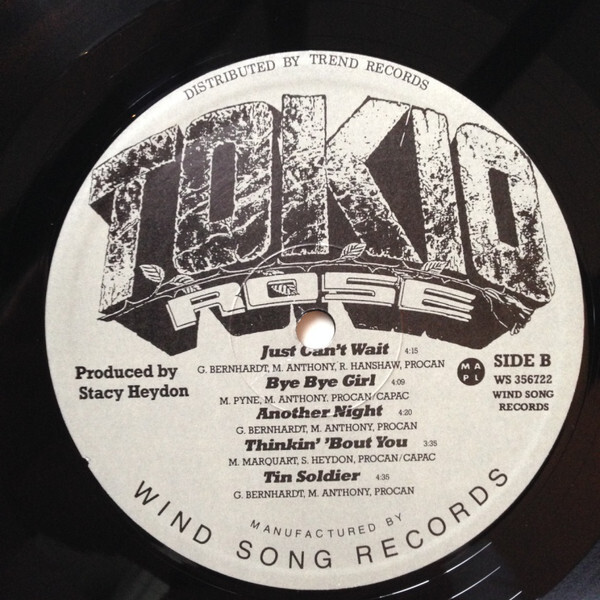 DISTRIBUTED BY TREND RECORDS
TOKIO
ROSE
Just Can't Wait 4:15
G. BERNHARDT, M. ANTHONY, R. HANSHAW, PROCAN
Bye Bye Girl 4:09
M. PYNE, M. ANTHONY, PROCAN/CAPAC
Another Night 4:20
G. BERNHARDT, M. ANTHONY, PROCAN
Thinkin' 'Bout You 3:35
M. MARQUART, S. HEYDON, PROCAN/CAPAC
Tin Soldier 4:35
G. BERNHARDT, M. ANTHONY, PROCAN
Produced by
Stacy Heydon
M A
P L
SIDE B
WS 356722
WIND SONG
RECORDS
MANUFACTURED BY
WIND SONG RECORDS